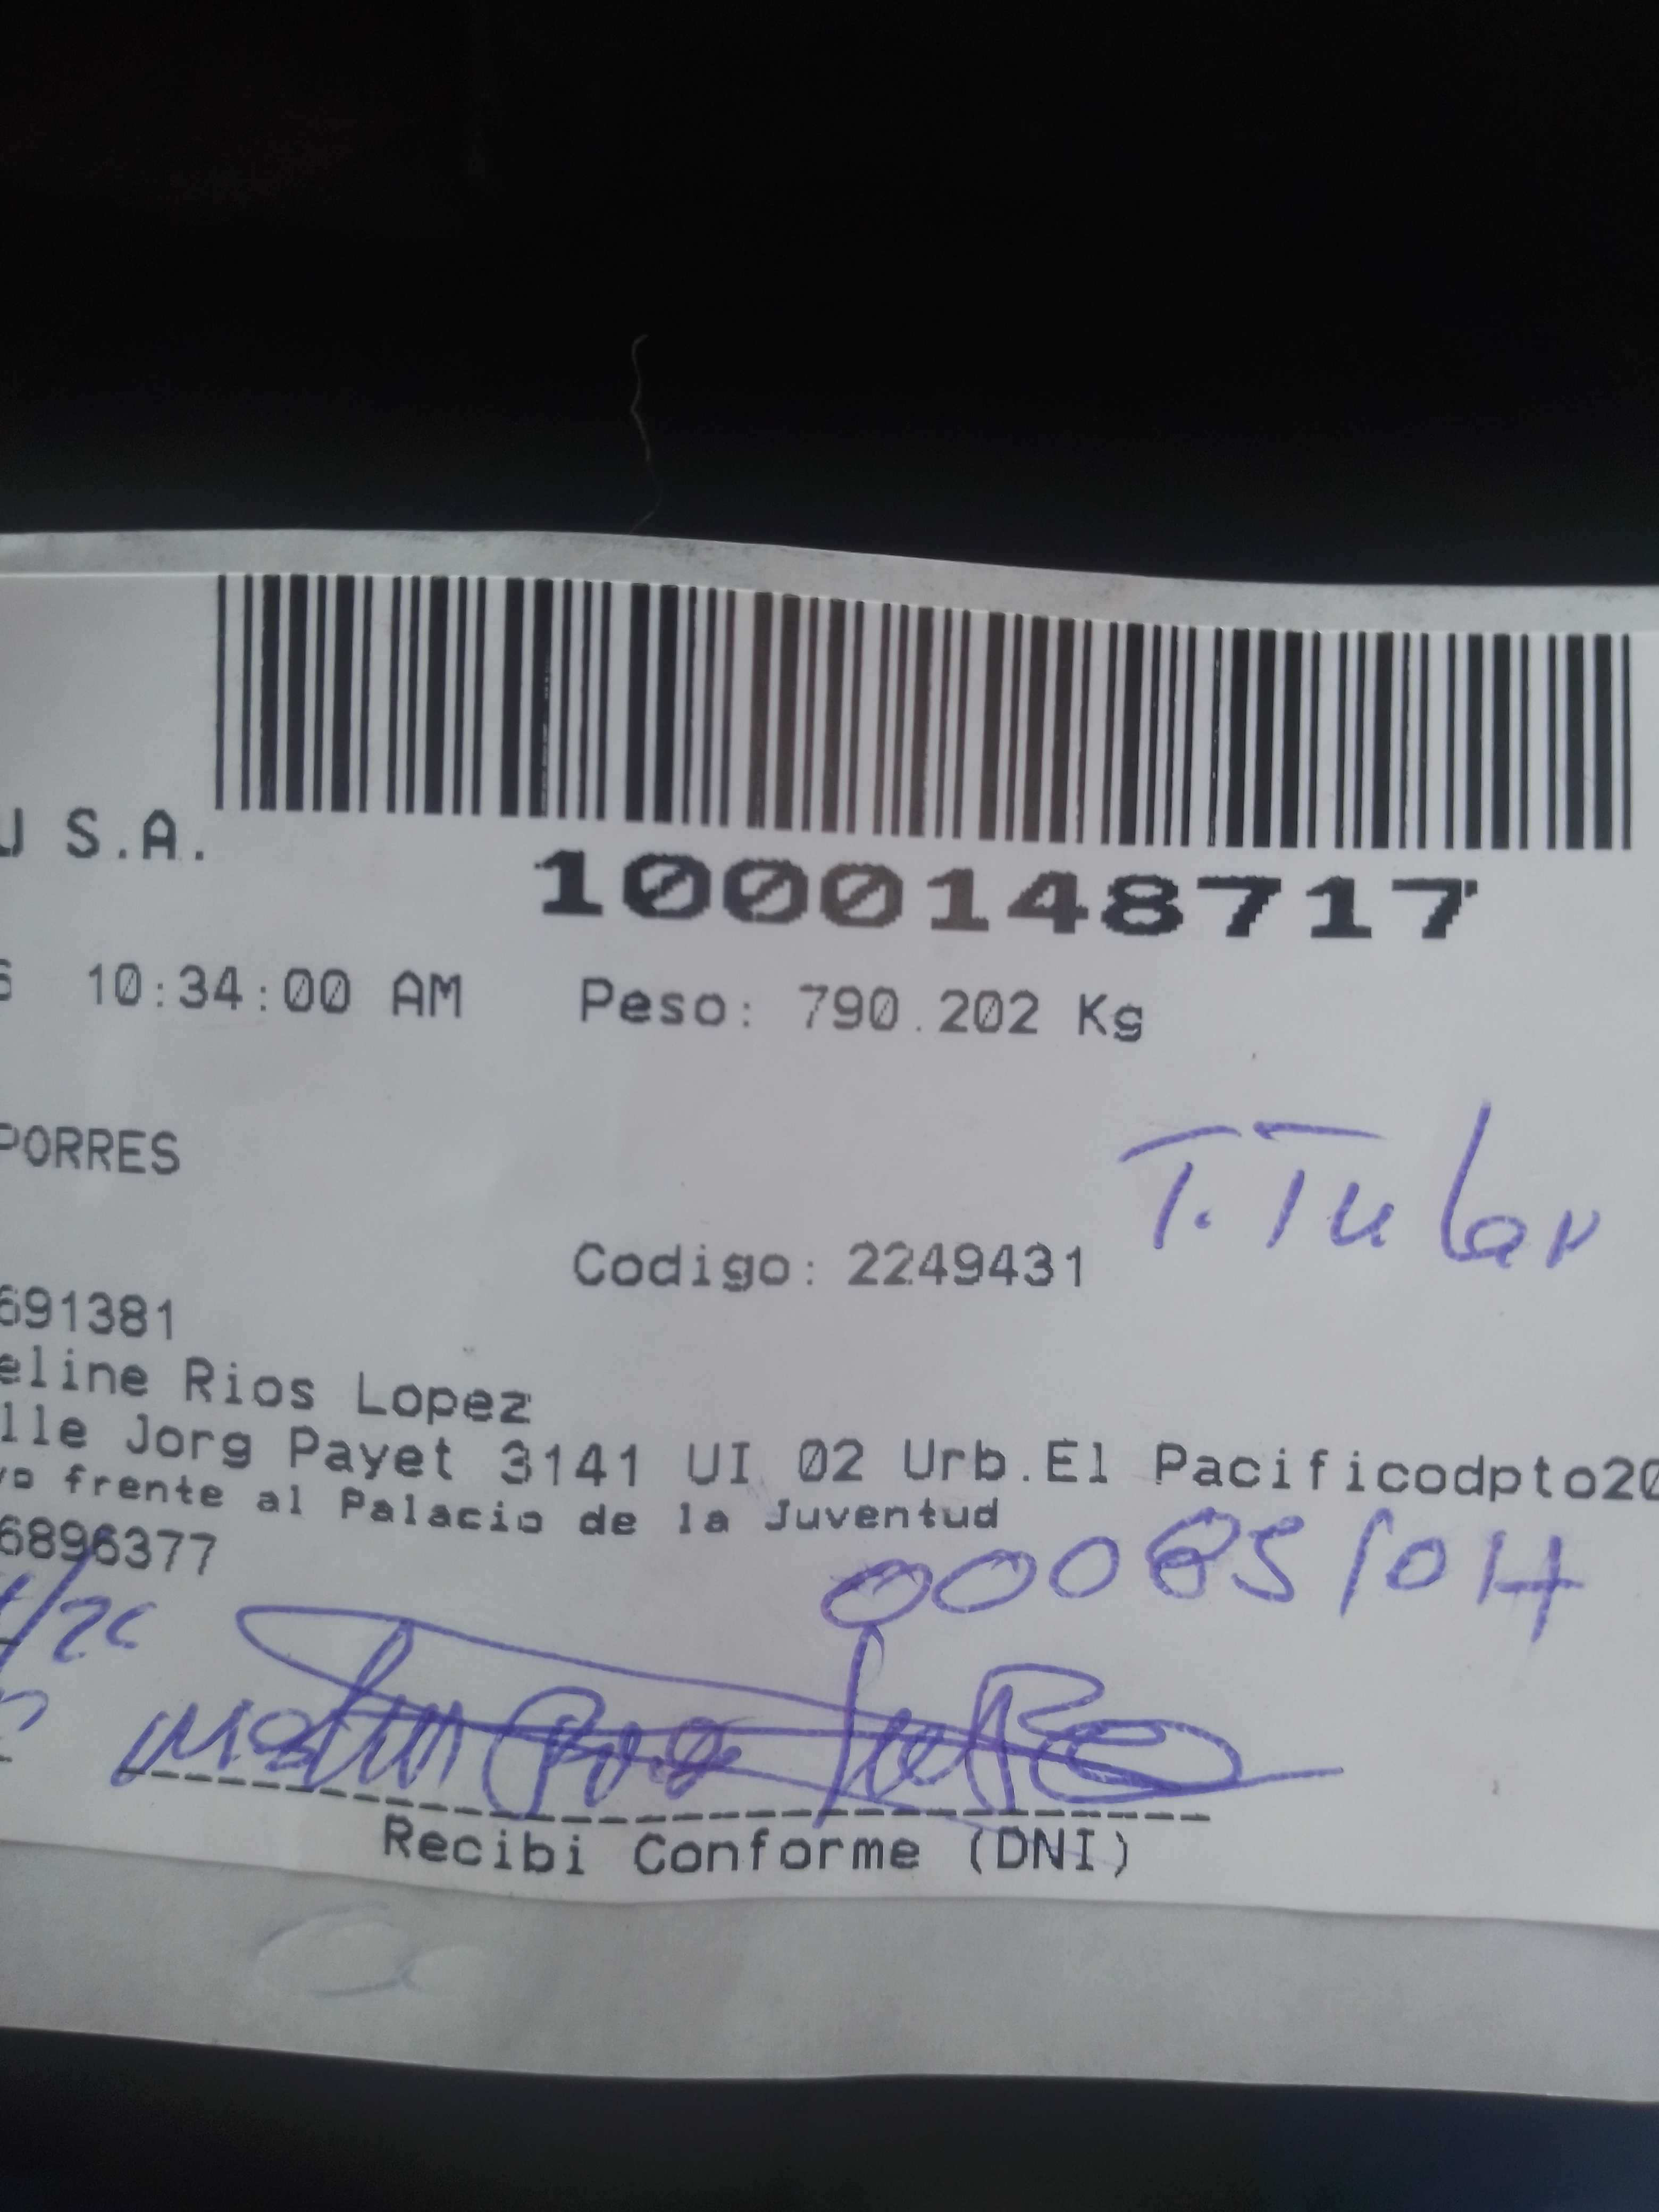 U S.A.
1000148717
6 10:34:00 AM Peso: 790.202 Kg
PORRES
T. Tular
Codigo: 2249431
691381
eline Rios Lopez
lle Jorg Payet 3141 UI 02 Urb.El Pacificodpto20
vo frente al Palacio de la Juventud
6896377
00085104
Recibi Conforme (DNI)